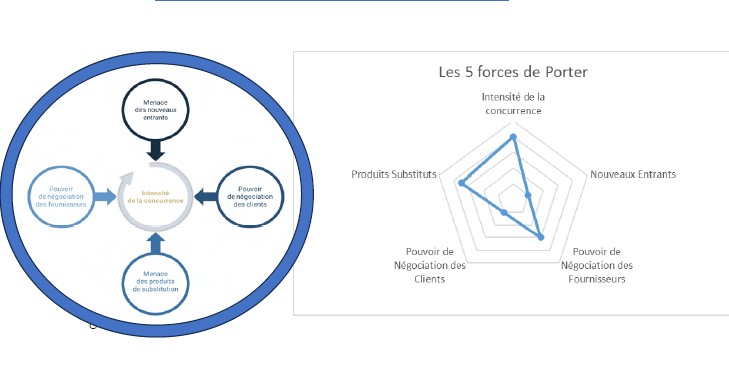 Menace
des nouveaux
entrants
Pouvoir
de négociation
des fournisseurs
Intensité
de la concurrence
Pouvoir
de négociation
des clients
Menace
des produits
de substitution
Les 5 forces de Porter
Intensité de la
concurrence
Produits Substituts
Nouveaux Entrants
Pouvoir de
Négociation des
Clients
Pouvoir de
Négociation des
Fournisseurs